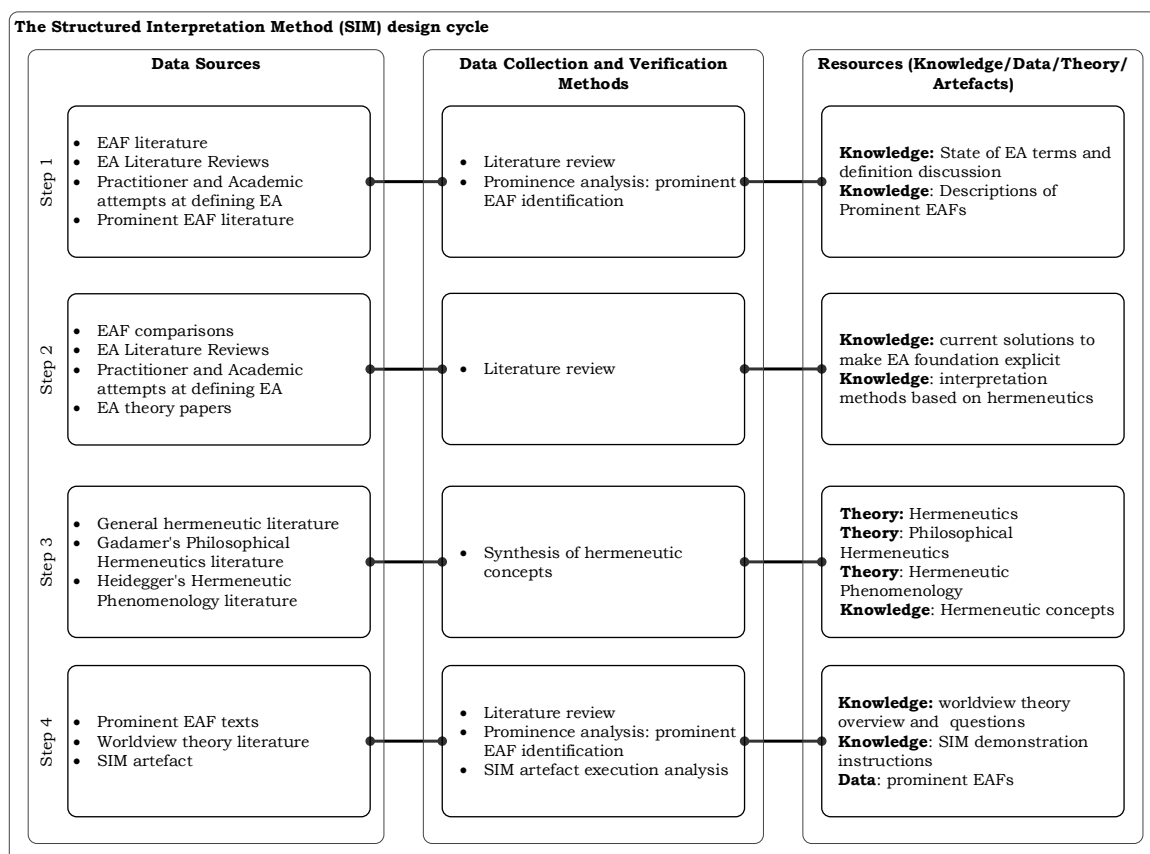 The Structured Interpretation Method (SIM) design cycle
Data Sources
Data Collection and Verification
Methods
Resources (Knowledge/Data/Theory/
Artefacts)
Step 1
• EAF literature
• EA Literature Reviews
• Practitioner and Academic
attempts at defining EA
• Prominent EAF literature
• Literature review
• Prominence analysis: prominent
EAF identification
Knowledge: State of EA terms and
definition discussion
Knowledge: Descriptions of
Prominent EAFs
Step 2
• EAF comparisons
• EA Literature Reviews
• Practitioner and Academic
attempts at defining EA
• EA theory papers
• Literature review
Knowledge: current solutions to
make EA foundation explicit
Knowledge: interpretation
methods based on hermeneutics
Step 3
• General hermeneutic literature
• Gadamer's Philosophical
Hermeneutics literature
• Heidegger's Hermeneutic
Phenomenology literature
• Synthesis of hermeneutic
concepts
Theory: Hermeneutics
Theory: Philosophical
Hermeneutics
Theory: Hermeneutic
Phenomenology
Knowledge: Hermeneutic concepts
Step 4
• Prominent EAF texts
• Worldview theory literature
• SIM artefact
• Literature review
• Prominence analysis: prominent
EAF identification
• SIM artefact execution analysis
Knowledge: worldview theory
overview and questions
Knowledge: SIM demonstration
instructions
Data: prominent EAFs